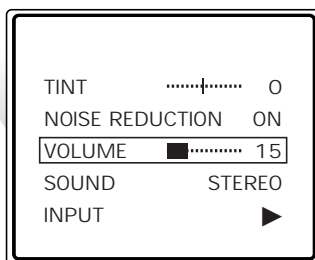 TINT 0
NOISE REDUCTION ON
VOLUME 15
SOUND STEREO
INPUT